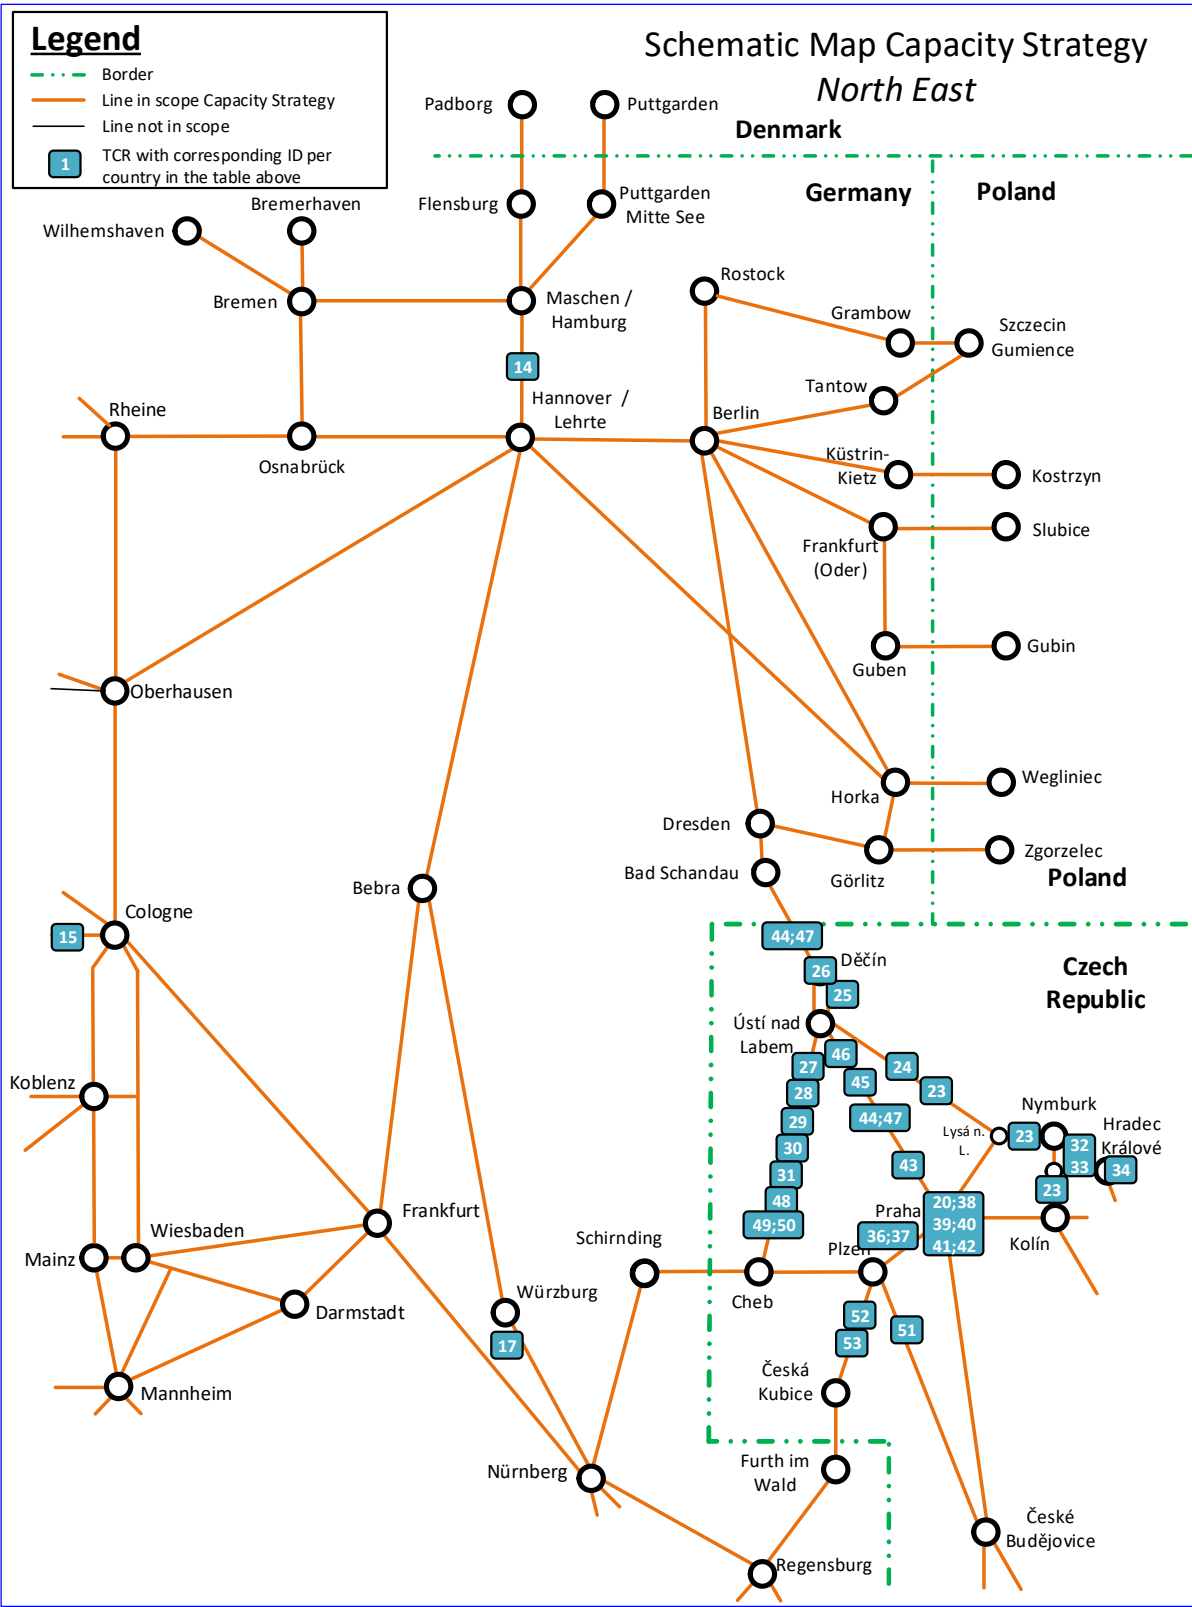 Legend
Border
Line in scope Capacity Strategy
Line not in scope
1
TCR with corresponding ID per
country in the table above
Schematic Map Capacity Strategy
North East
Padborg
Puttgarden
Denmark
Flensburg
Puttgarden
Mitte See
Germany
Poland
Bremerhaven
Wilhemshaven
Bremen
Maschen /
Hamburg
Rostock
Grambow
Szczecin
Gumience
14
Tantow
Hannover /
Lehrte
Rheine
Osnabrück
Berlin
Küstrin-
Kietz
Kostrzyn
Frankfurt
(Oder)
Slubice
Guben
Gubin
Oberhausen
Horka
Wegliniec
Dresden
Bad Schandau
Görlitz
Zgorzelec
Poland
Bebra
Cologne
15
44;47
Děčín
26
25
Czech
Republic
Ústí nad
Labem
46
27
24
45
28
23
44;47
29
Koblenz
Nymburk
Lysá n.
L.
23
32
33
Hradec
Králové
34
30
43
31
23
48
49;50
Praha
20;38
39;40
41;42
36;37
Kolín
Frankfurt
Wiesbaden
Mainz
Schirnding
Plzeň
Cheb
Darmstadt
Würzburg
17
52
53
51
Mannheim
Česká
Kubice
Nürnberg
Furth im
Wald
České
Budějovice
Regensburg